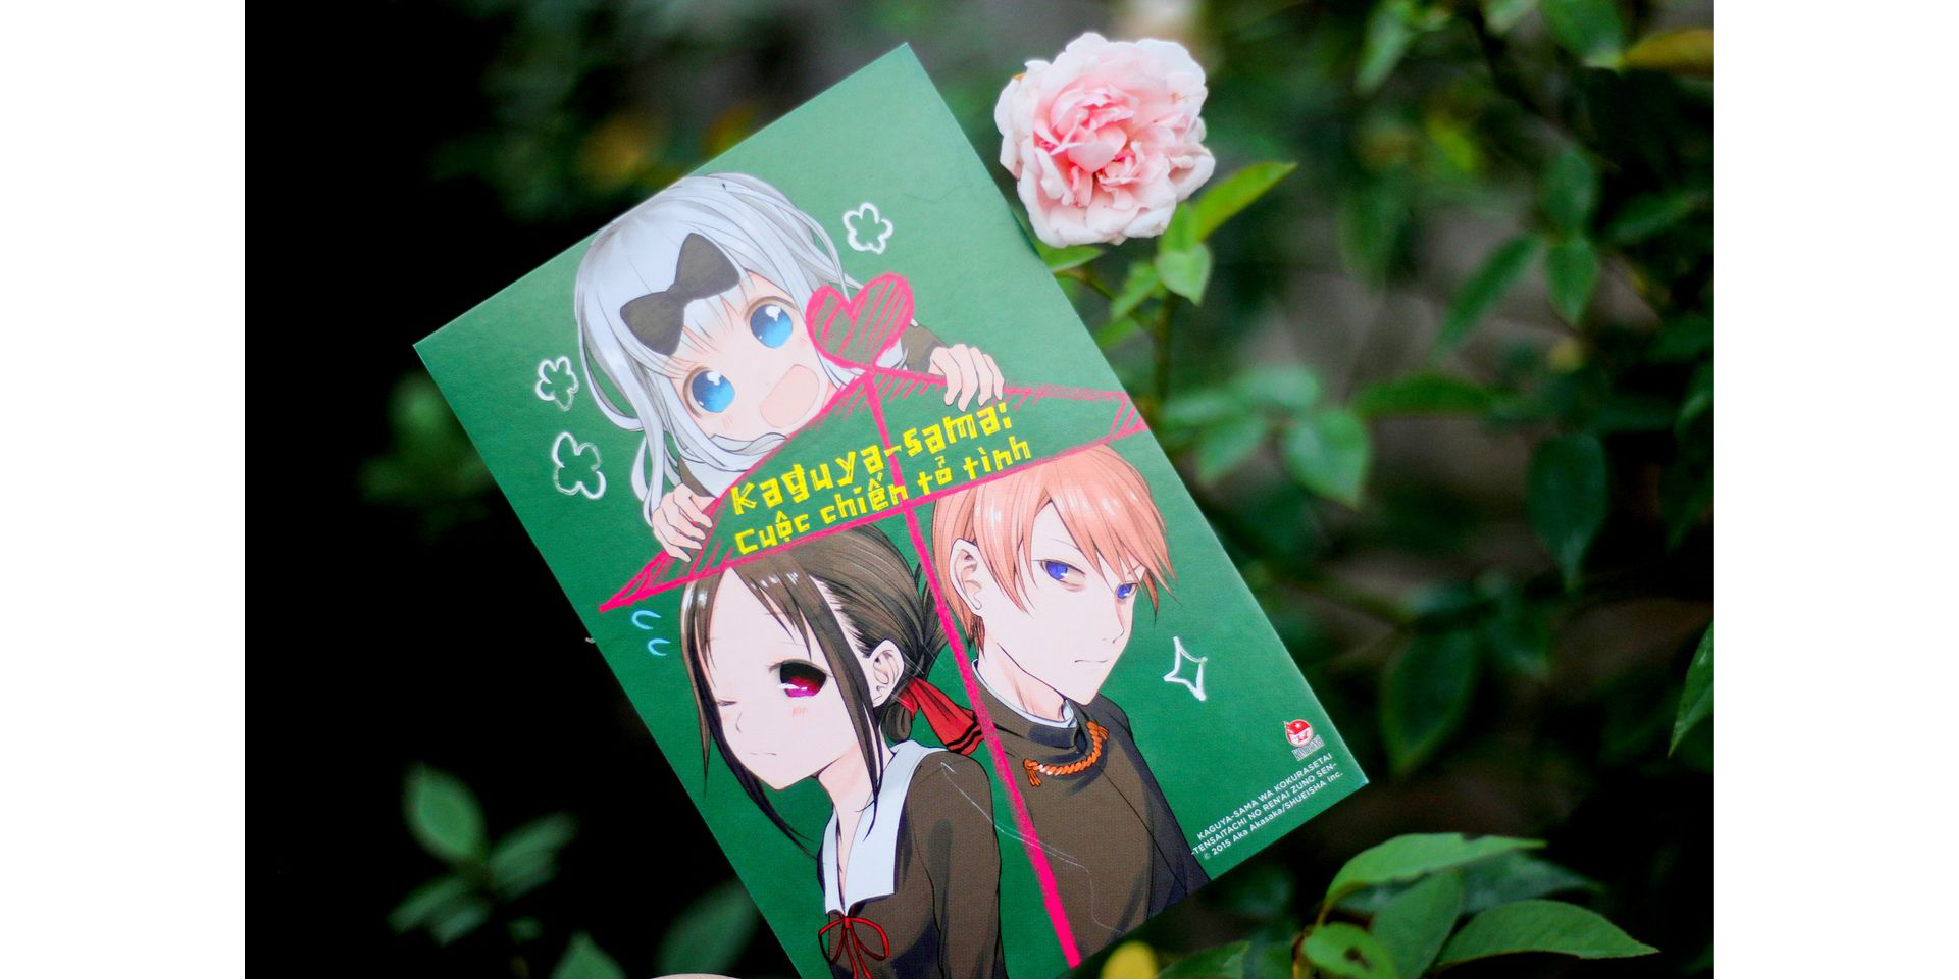 Kaguya-sama:
Cuộc chiến tỏ tình
KAGUYA-SAMA WA KOKURASETAI
-TENSAITACHI NO REN'AI ZUNO SEN-
© 2015 Aka Akasaka/SHUEISHA Inc.